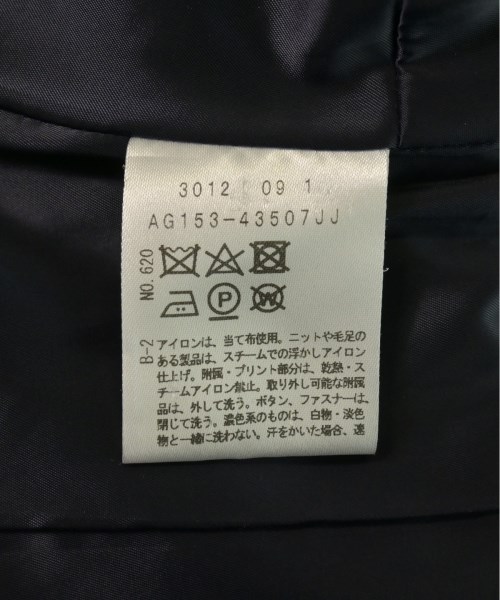 3012 09 1
AG153-43507JJ
NO.620
P
W
B-2
アイロンは、当て布使用。ニットや毛足の
ある製品は、スチームでの浮かしアイロン
仕上げ。附属・プリント部分は、乾熱・ス
チームアイロン禁止。取り外し可能な附属
品は、外して洗う。ボタン、ファスナーは、
閉じて洗う。濃色系のものは、白物・淡色
物と一緒に洗わない。汗をかいた場合、速